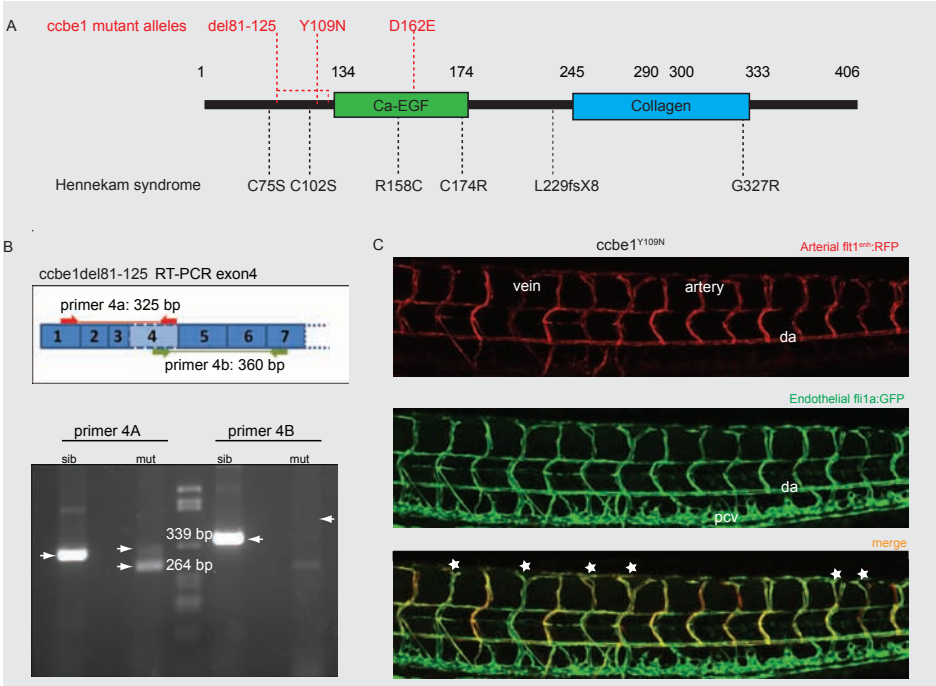 A
ccbe1 mutant alleles del81-125 Y109N D162E
1 134 174 245 290 300 333 406
Ca-EGF Collagen
Hennekam syndrome C75S C102S R158C C174R L229fsX8 G327R
B
ccbe1del81-125 RT-PCR exon4
primer 4a: 325 bp
1 2 3 4 5 6 7
primer 4b: 360 bp
primer 4A primer 4B
sib mut sib mut
339 bp
264 bp
C
ccbe1Y109N
Arterial flt1enh:RFP
vein artery
da
Endothelial fli1a:GFP
da
pcv
merge